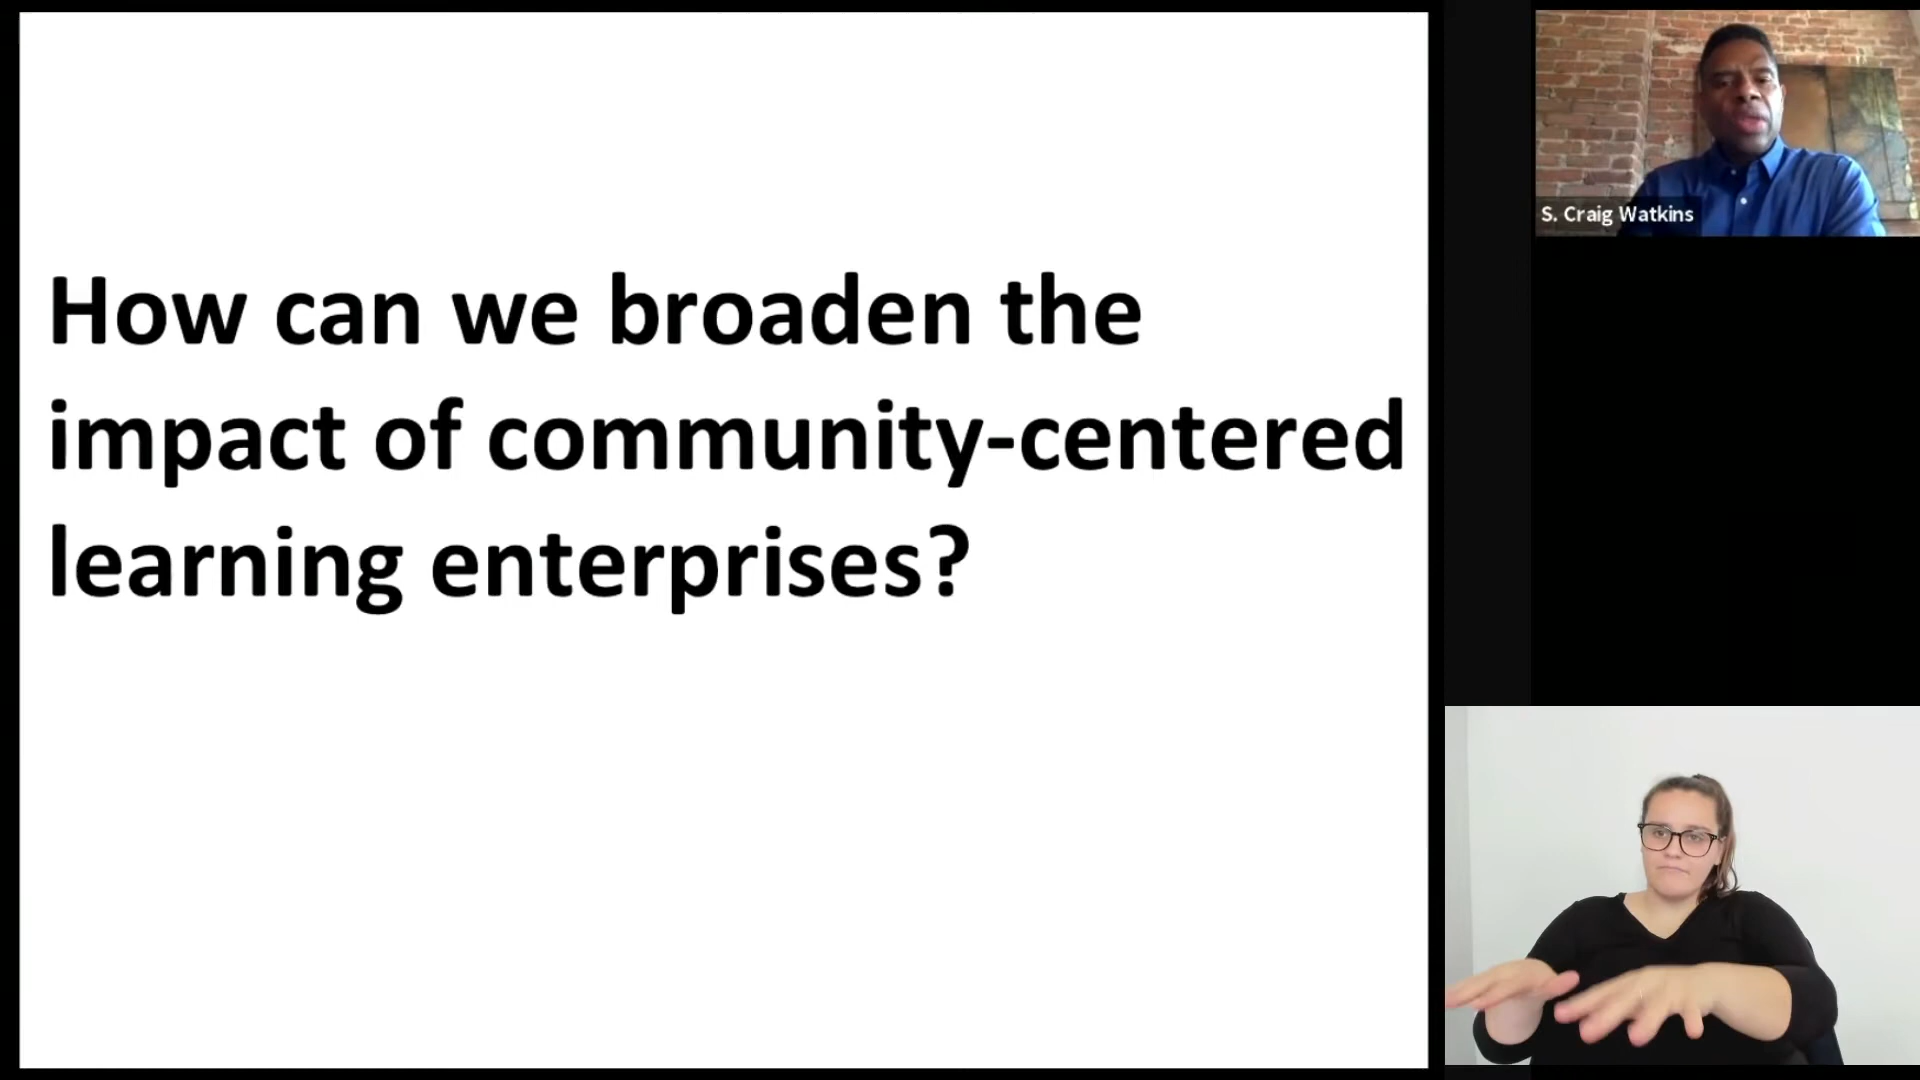 How can we broaden the
impact of community-centered
learning enterprises?
S. Craig Watkins